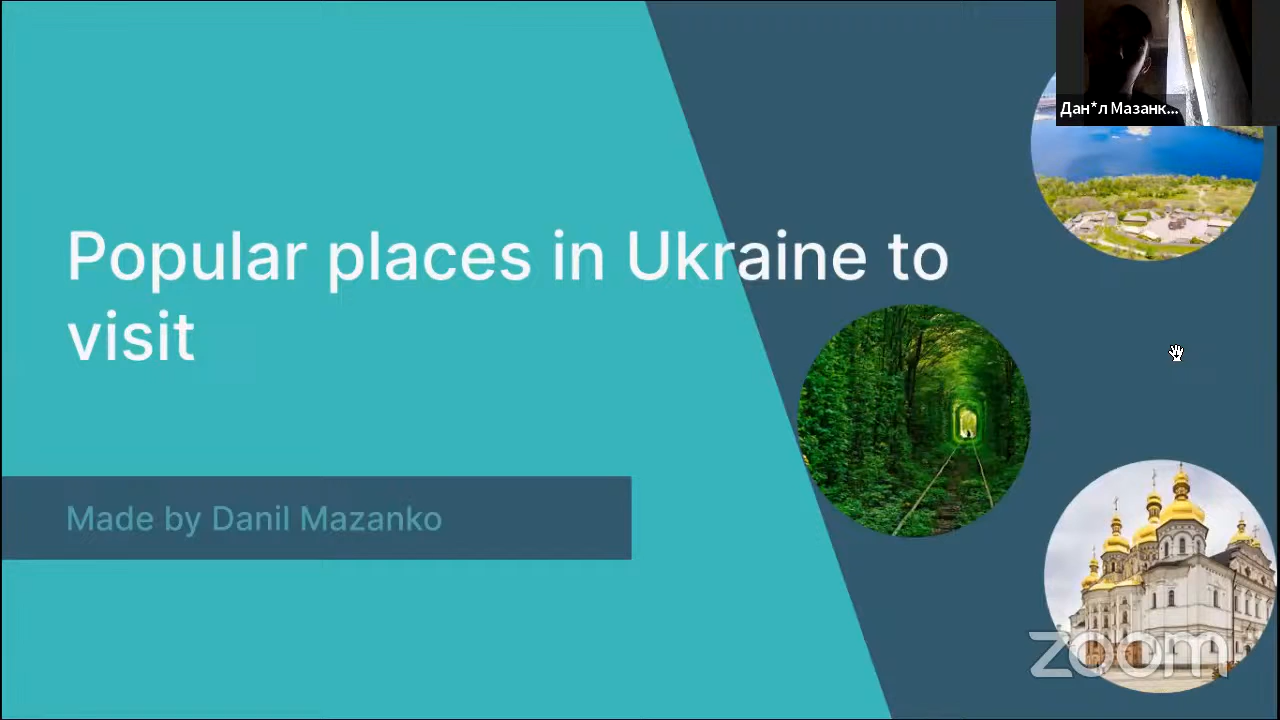 Дан*л Мазанк...
Popular places in Ukraine to
visit
Made by Danil Mazanko
zoom